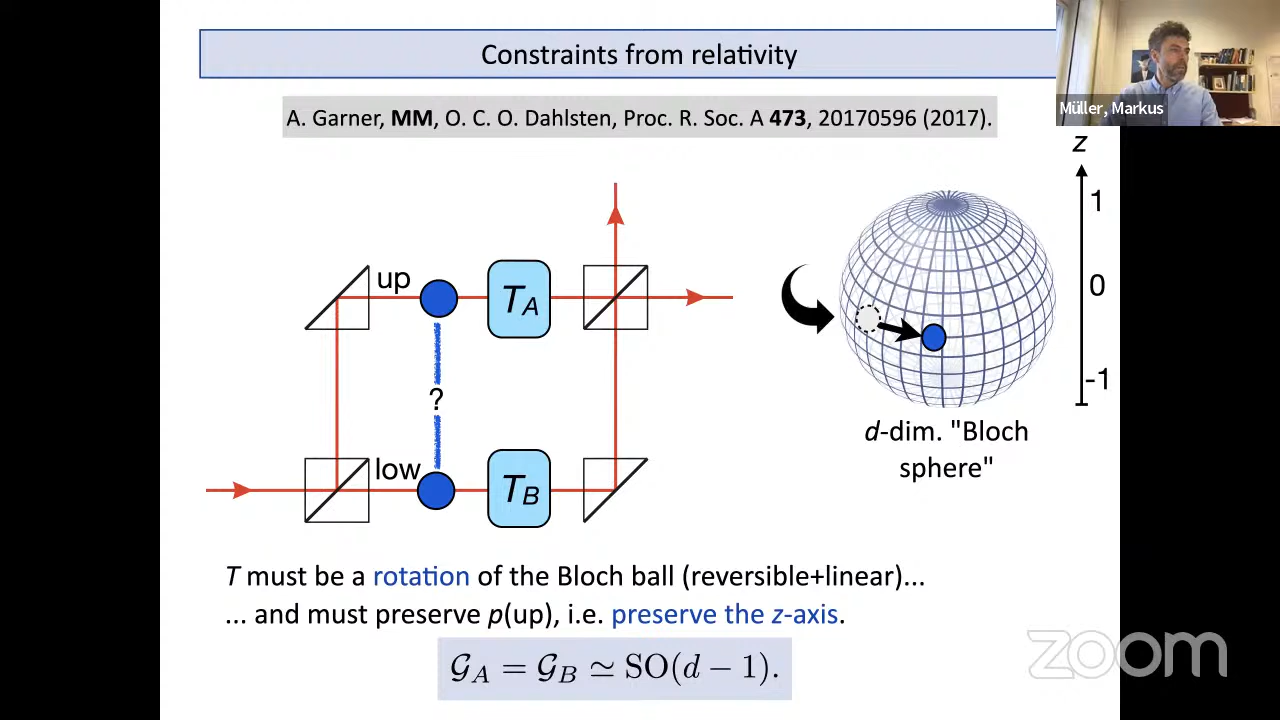 Constraints from relativity
Müller, Markus
A. Garner, MM, O. C. O. Dahlsten, Proc. R. Soc. A 473, 20170596 (2017).
z
1
0
-1
up
T_A
?
low
T_B
d-dim. "Bloch
sphere"
T must be a rotation of the Bloch ball (reversible+linear)...
... and must preserve p(up), i.e. preserve the z-axis.
𝒢_A = 𝒢_B ≃ SO(d − 1).
zoom